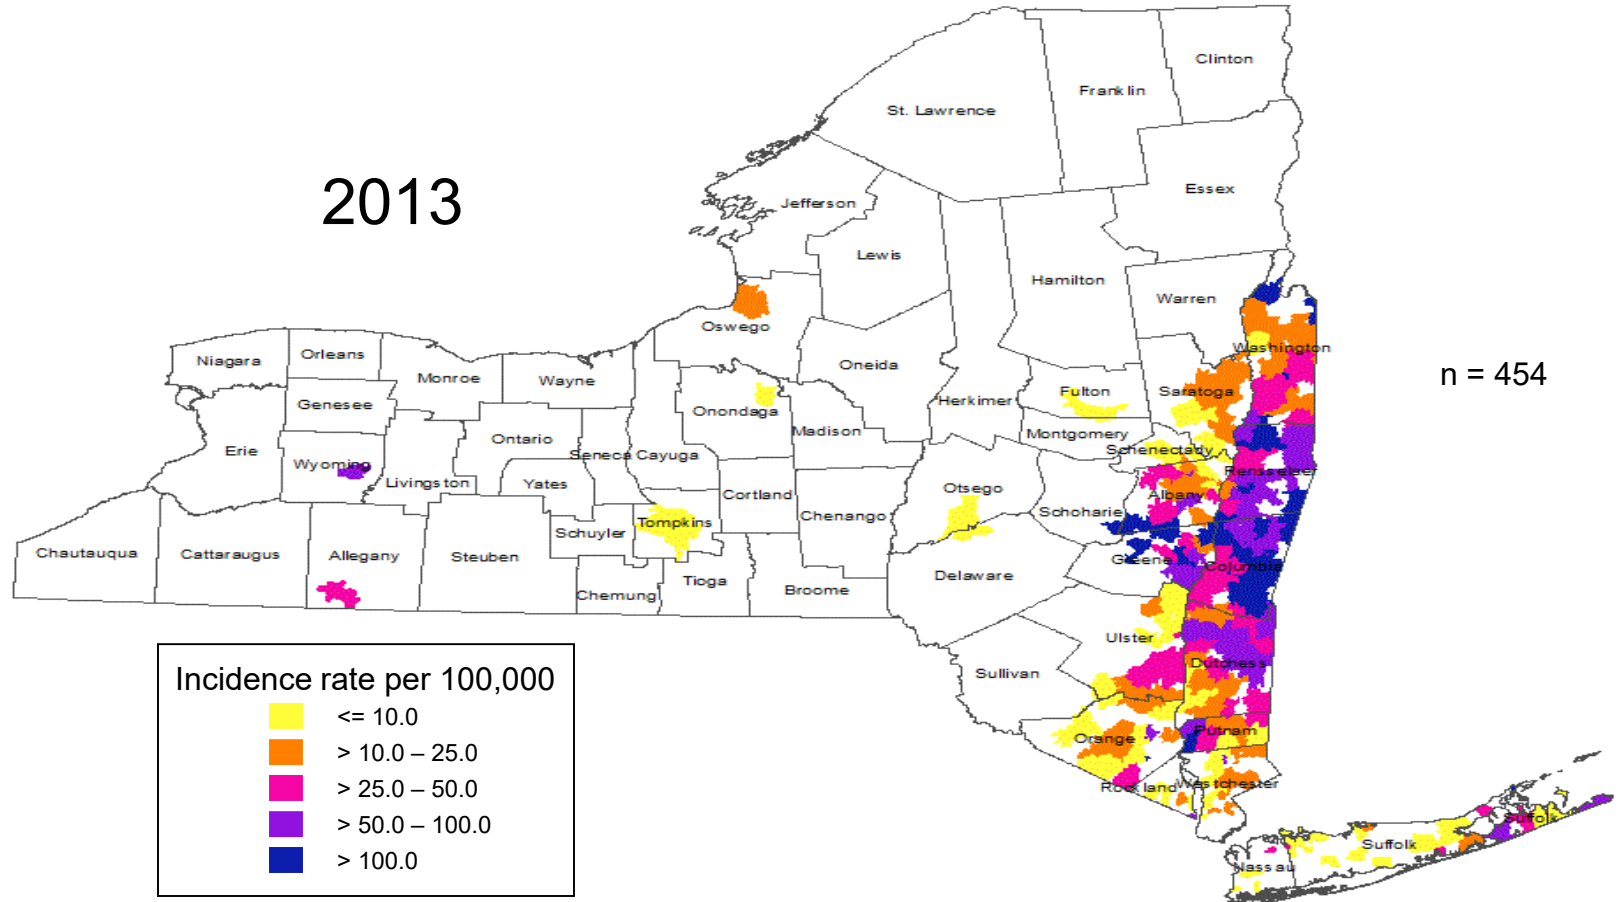 Clinton
Franklin
St. Lawrence
Essex
2013
Jefferson
Lewis
Hamilton
Warren
Oswego
Washington
Niagara
Orleans
Oneida
n = 454
Monroe
Wayne
Fulton
Saratoga
Genesee
Herkimer
Onondaga
Madison
Montgomery
Ontario
Erie
Schenectady
Seneca
Cayuga
Wyoming
Rensselaer
Livingston
Yates
Otsego
Albany
Cortland
Schoharie
Chenango
Tompkins
Schuyler
Chautauqua
Cattaraugus
Allegany
Steuben
Greene
Columbia
Delaware
Tioga
Broome
Chemung
Ulster
Dutchess
Sullivan
Incidence rate per 100,000
<= 10.0
> 10.0 – 25.0
> 25.0 – 50.0
> 50.0 – 100.0
> 100.0
Putnam
Orange
Westchester
Rockland
Suffolk
Suffolk
Nassau